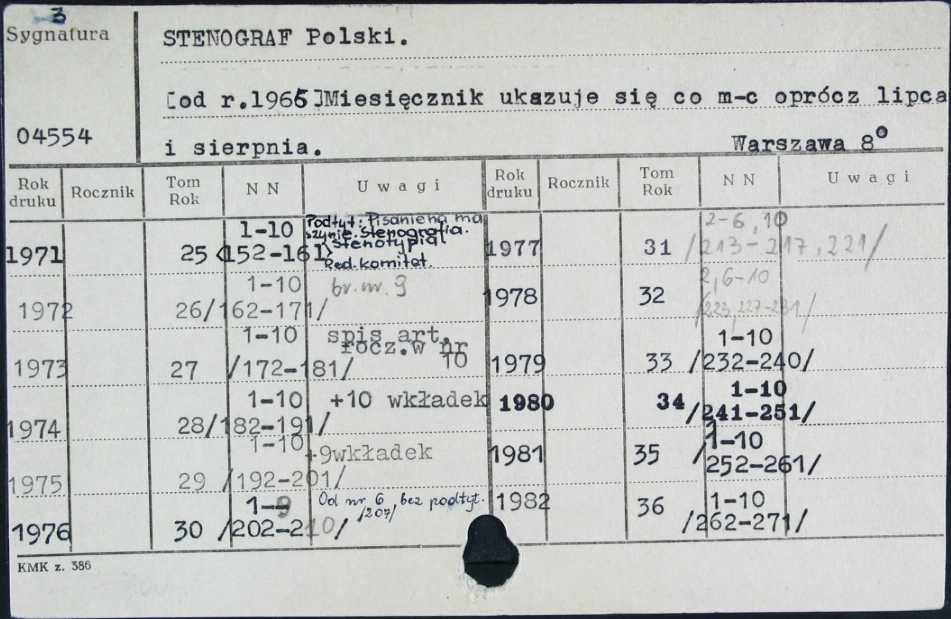 3
Sygnatura
STENOGRAF Polski.
[od r.1965]Miesięcznik ukazuje się co m-c oprócz lipca
04554
i sierpnia. Warszawa 8°
Rok druku Rocznik Tom Rok N N Uwagi Rok druku Rocznik Tom Rok N N Uwagi
1971 25 1-10 <152-161> Podtyt: Pisanie na ma
szynie. Stenografia.
Stenotypia
Red. komitet.
1977 31 2-6, 10 /213-217, 221/
1972 26 1-10 /162-171/ br. nr. 9
1978 32 2, 6-10 /223, 227-231/
1973 27 1-10 /172-181/ spis art.
rocz.w nr
10
1979 33 1-10 /232-240/
1974 28 1-10 /182-191/ +10 wkładek
1980 34 1-10 /241-251/
1975 29 1-10 /192-201/ +9wkładek
1981 35 1-10 /252-261/
1976 30 1-9 /202-210/ Od nr. 6 bez podtyt.
/207/
1982 36 1-10 /262-271/
KMK z. 386